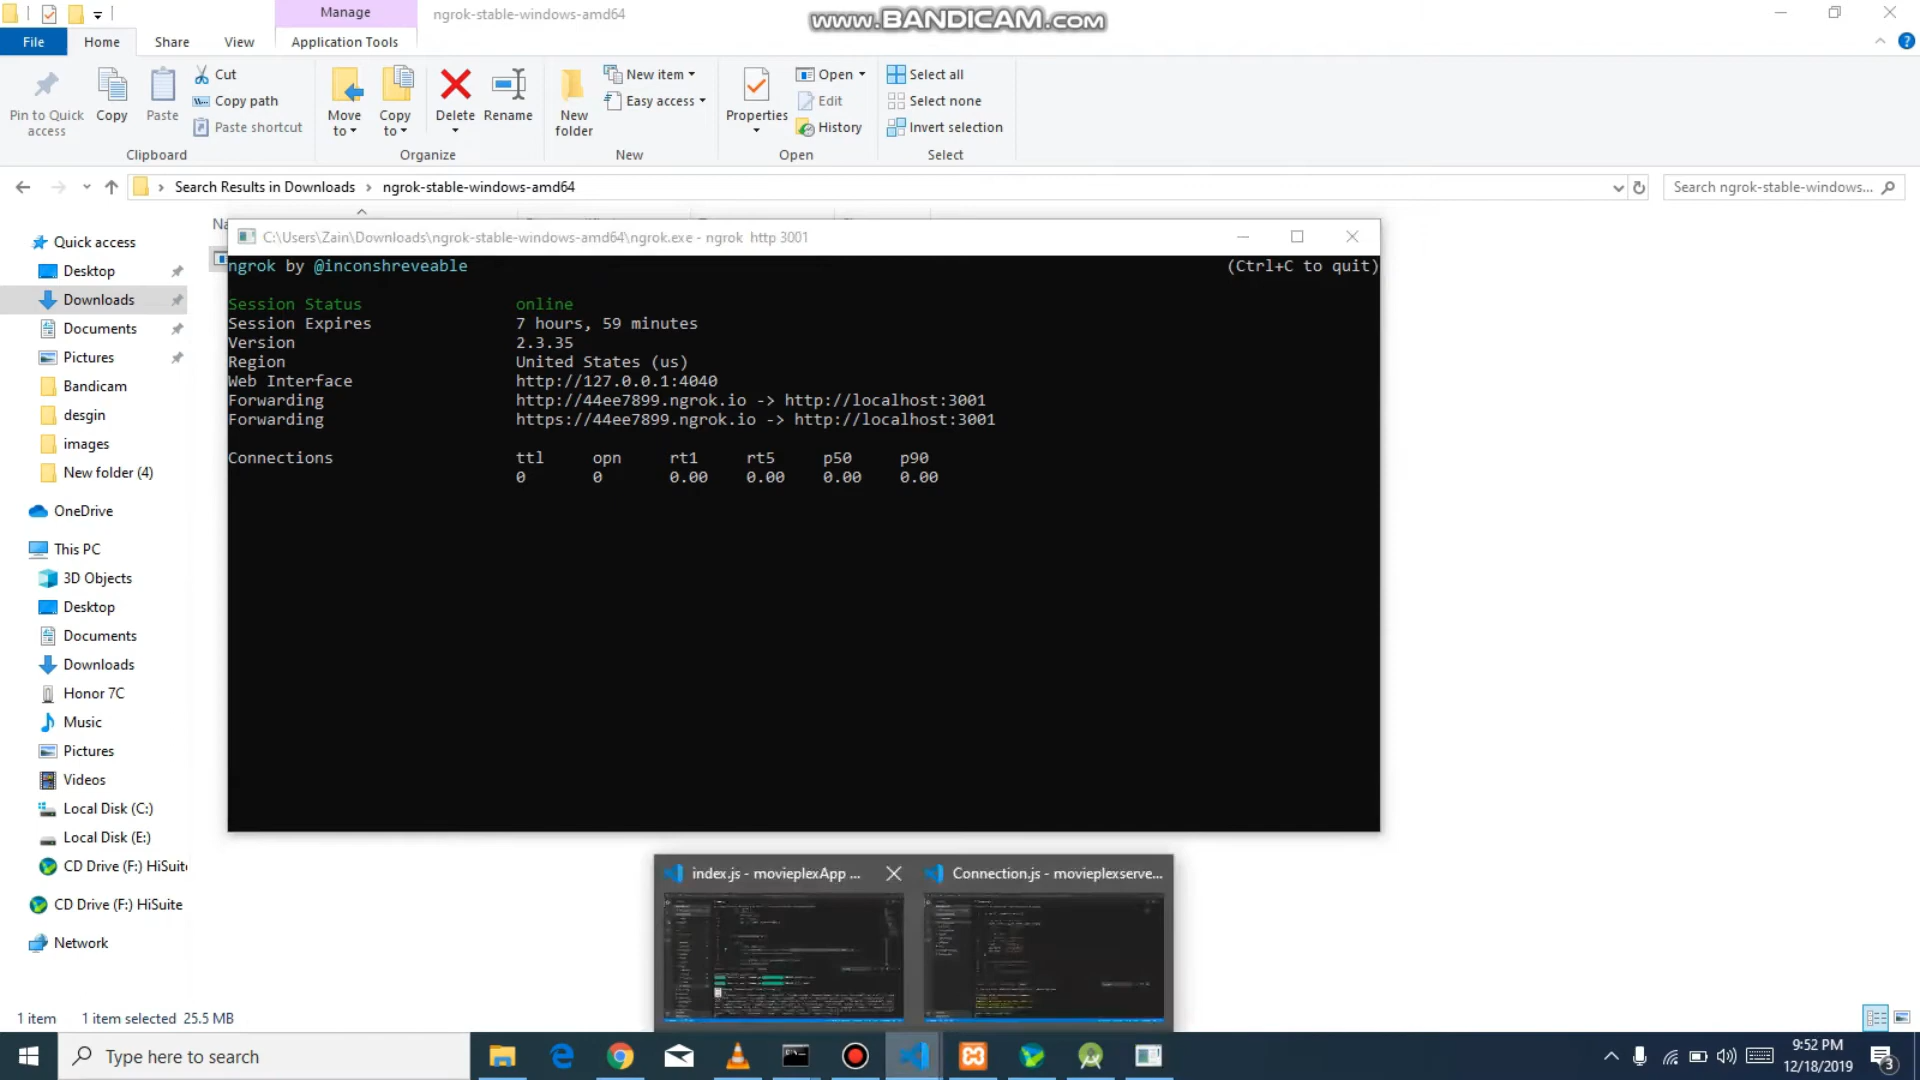 Manage
ngrok-stable-windows-amd64
www.BANDICAM.com
File
Home
Share
View
Application Tools
Pin to Quick access
Copy
Paste
Cut
Copy path
Paste shortcut
Clipboard
Move to
Copy to
Delete
Rename
Organize
New folder
New item
Easy access
New
Properties
Open
Edit
History
Open
Select all
Select none
Invert selection
Select
Search Results in Downloads › ngrok-stable-windows-amd64
Search ngrok-stable-windows...
Quick access
Desktop
Downloads
Documents
Pictures
Bandicam
desgin
images
New folder (4)
OneDrive
This PC
3D Objects
Desktop
Documents
Downloads
Honor 7C
Music
Pictures
Videos
Local Disk (C:)
Local Disk (E:)
CD Drive (F:) HiSuite
CD Drive (F:) HiSuite
Network
C:\Users\Zain\Downloads\ngrok-stable-windows-amd64\ngrok.exe - ngrok http 3001
ngrok by @inconshreveable (Ctrl+C to quit)
Session Status online
Session Expires 7 hours, 59 minutes
Version 2.3.35
Region United States (us)
Web Interface http://127.0.0.1:4040
Forwarding http://44ee7899.ngrok.io -> http://localhost:3001
Forwarding https://44ee7899.ngrok.io -> http://localhost:3001
Connections ttl opn rt1 rt5 p50 p90
0 0 0.00 0.00 0.00 0.00
index.js - movieplexApp ...
Connection.js - movieplexserve...
1 item
1 item selected 25.5 MB
Type here to search
9:52 PM
12/18/2019
3